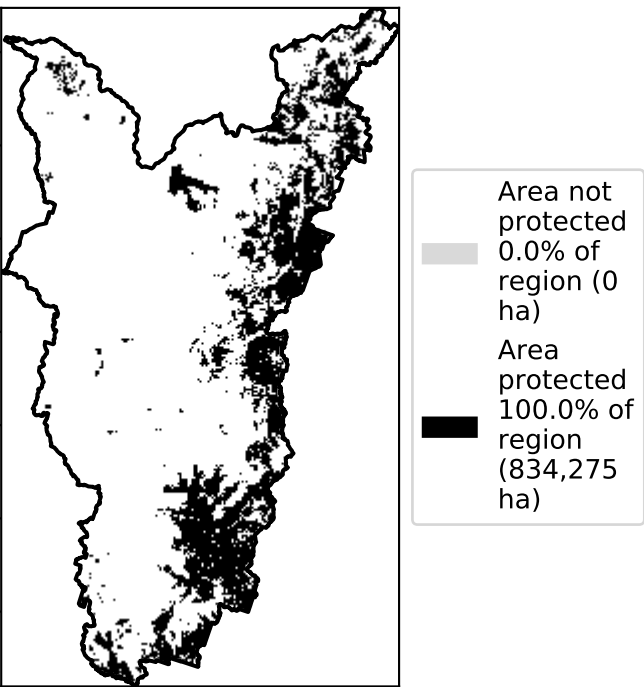 Area not
protected
0.0% of
region (0
ha)
Area
protected
100.0% of
region
(834,275
ha)